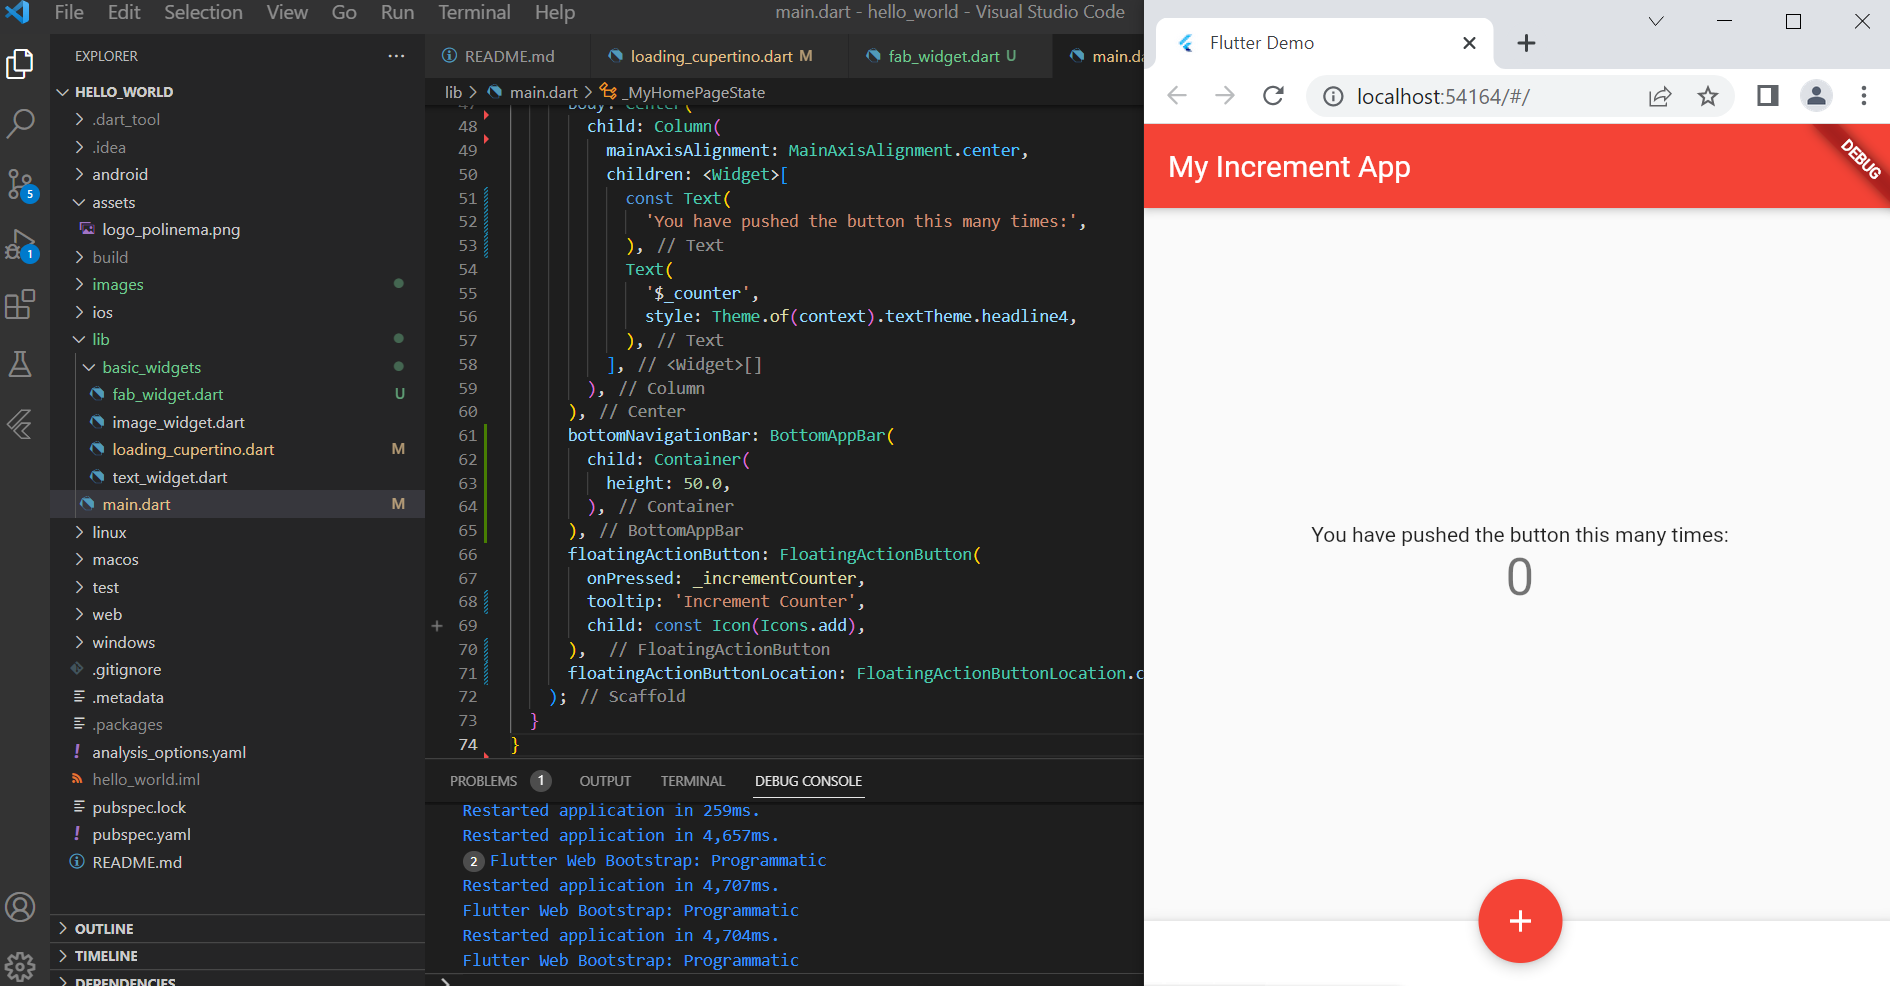 File Edit Selection View Go Run Terminal Help
main.dart - hello_world - Visual Studio Code
EXPLORER
HELLO_WORLD
.dart_tool
.idea
android
assets
logo_polinema.png
build
images
ios
lib
basic_widgets
fab_widget.dart U
image_widget.dart
loading_cupertino.dart M
text_widget.dart
main.dart M
linux
macos
test
web
windows
.gitignore
.metadata
.packages
analysis_options.yaml
hello_world.iml
pubspec.lock
pubspec.yaml
README.md
OUTLINE
TIMELINE
DEPENDENCIES
5
1
README.md loading_cupertino.dart M fab_widget.dart U main.da
lib > main.dart > _MyHomePageState
47 body: Center(
48 child: Column(
49 mainAxisAlignment: MainAxisAlignment.center,
50 children: <Widget>[
51 const Text(
52 'You have pushed the button this many times:',
53 ), // Text
54 Text(
55 '$_counter',
56 style: Theme.of(context).textTheme.headline4,
57 ), // Text
58 ], // <Widget>[]
59 ), // Column
60 ), // Center
61 bottomNavigationBar: BottomAppBar(
62 child: Container(
63 height: 50.0,
64 ), // Container
65 ), // BottomAppBar
66 floatingActionButton: FloatingActionButton(
67 onPressed: _incrementCounter,
68 tooltip: 'Increment Counter',
69 child: const Icon(Icons.add),
70 ), // FloatingActionButton
71 floatingActionButtonLocation: FloatingActionButtonLocation.c
72 ); // Scaffold
73 }
74 }
PROBLEMS 1 OUTPUT TERMINAL DEBUG CONSOLE
Restarted application in 259ms.
Restarted application in 4,657ms.
2 Flutter Web Bootstrap: Programmatic
Restarted application in 4,707ms.
Flutter Web Bootstrap: Programmatic
Restarted application in 4,704ms.
Flutter Web Bootstrap: Programmatic
Flutter Demo
localhost:54164/#/
My Increment App
DEBUG
You have pushed the button this many times:
0